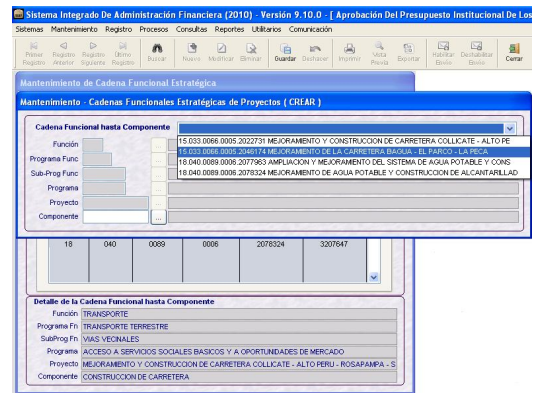 Sistema Integrado De Administración Financiera (2010) - Versión 9.10.0 - [ Aprobación Del Presupuesto Institucional De Los
Sistemas Mantenimiento Registro Procesos Consultas Reportes Utilitarios Comunicación
Primer Registro Registro Anterior Registro Siguiente Último Registro Buscar Nuevo Modificar Eliminar Guardar Deshacer Imprimir Vista Previa Exportar Habilitar Envío Deshabilitar Envío Cerrar
Mantenimiento de Cadena Funcional Estratégica
Mantenimiento - Cadenas Funcionales Estratégicas de Proyectos ( CREAR )
Cadena Funcional hasta Componente
15.033.0066.0005.2022731 MEJORAMIENTO Y CONSTRUCCION DE CARRETERA COLLICATE - ALTO PE
15.033.0066.0005.2046174 MEJORAMIENTO DE LA CARRETERA BAGUA - EL PARCO - LA PECA
18.040.0089.0006.2077963 AMPLIACION Y MEJORAMIENTO DEL SISTEMA DE AGUA POTABLE Y CONS
18.040.0089.0006.2078324 MEJORAMIENTO DE AGUA POTABLE Y CONSTRUCCION DE ALCANTARILLAD
Función ...
Programa Func ...
Sub-Prog Func ...
Programa ...
Proyecto ...
Componente ...
18 040 0089 0006 2078324 3207647
Detalle de la Cadena Funcional hasta Componente
Función TRANSPORTE
Programa Fn TRANSPORTE TERRESTRE
SubProg Fn VIAS VECINALES
Programa ACCESO A SERVICIOS SOCIALES BASICOS Y A OPORTUNIDADES DE MERCADO
Proyecto MEJORAMIENTO Y CONSTRUCCION DE CARRETERA COLLICATE - ALTO PERU - ROSAPAMPA - S
Componente CONSTRUCCION DE CARRETERA